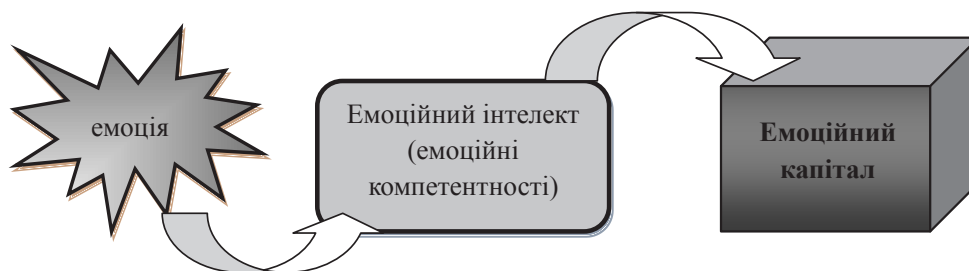 емоція
Емоційний інтелект
(емоційні
компетентності)
Емоційний
капітал